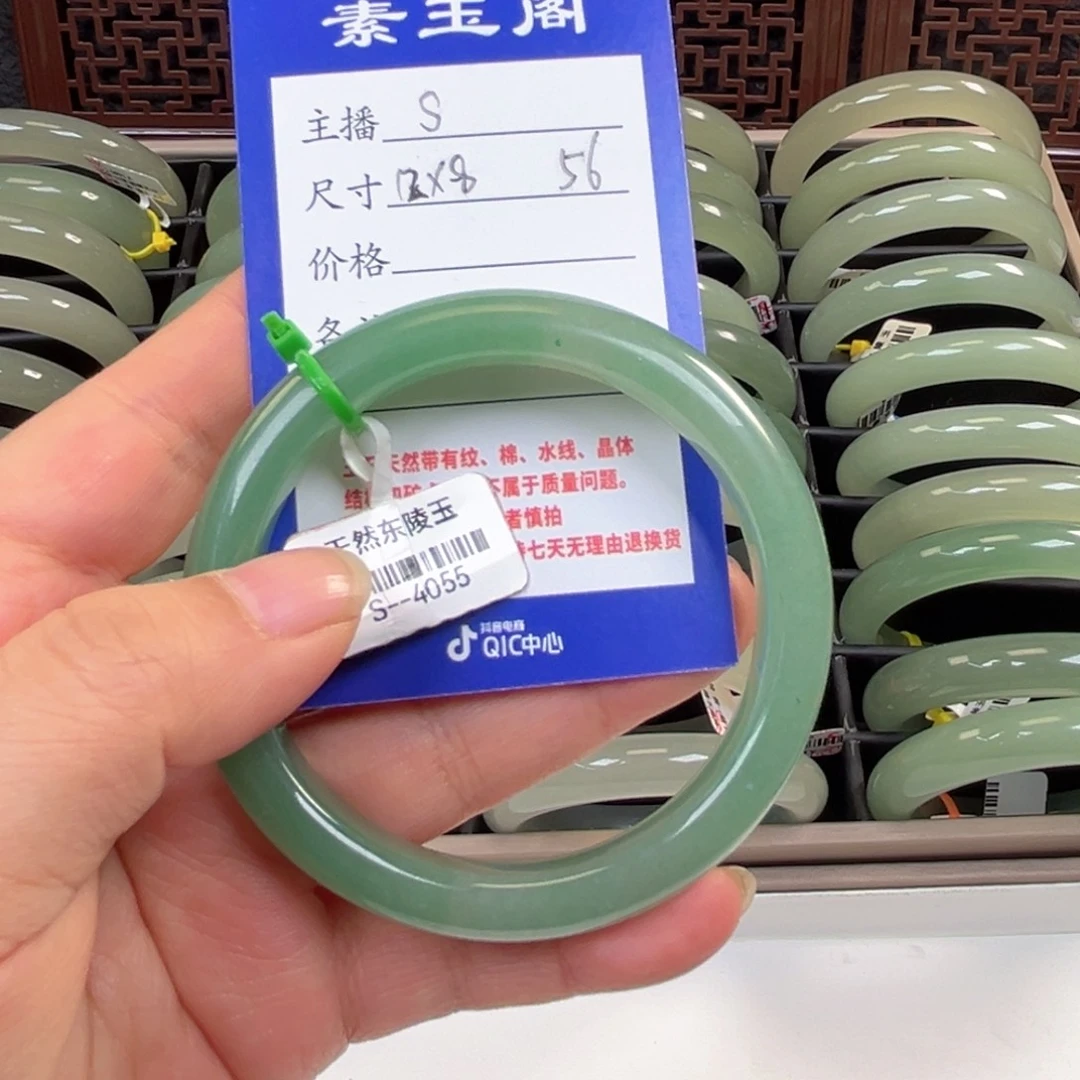 素玉阁
主播 S
尺寸 12X8 56
价格
天然带有纹、棉、水线、晶体
不属于质量问题。
者慎拍
七天无理由退换货
天然东陵玉
S--4055
抖音电商
QIC中心